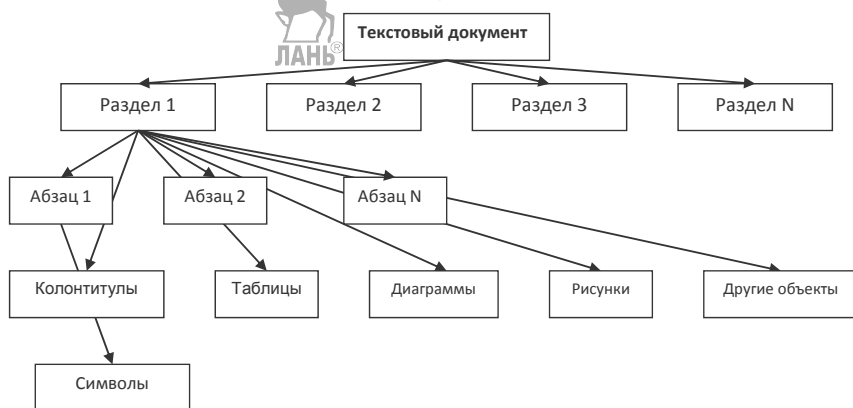 Текстовый документ
ЛАНЬ®
Раздел 1
Раздел 2
Раздел 3
Раздел N
Абзац 1
Абзац 2
Абзац N
Колонтитулы
Таблицы
Диаграммы
Рисунки
Другие объекты
Символы